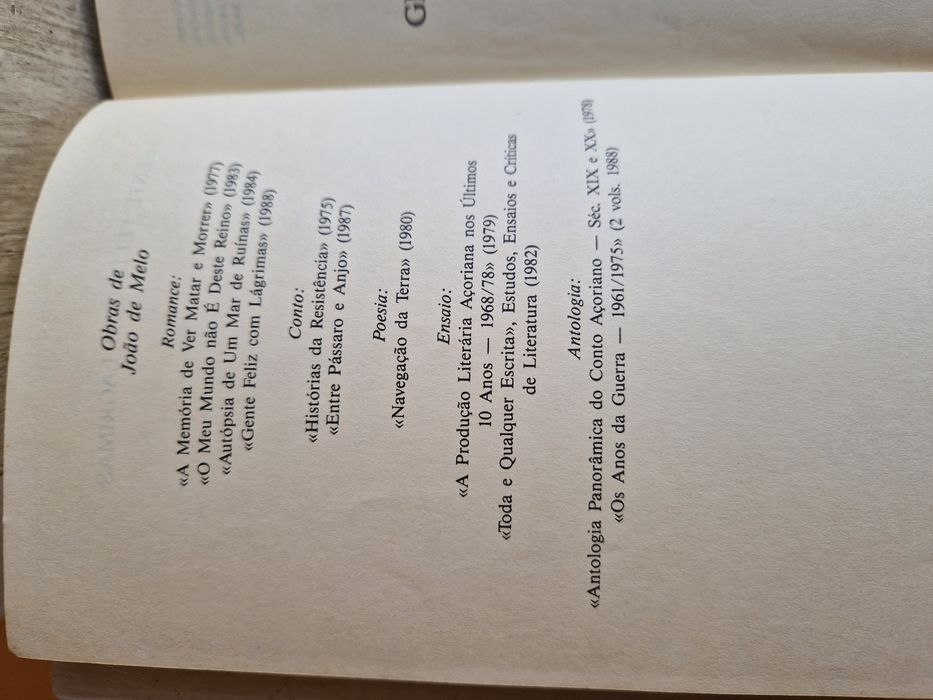 Obras de
João de Melo
Romance:
«A Memória de Ver Matar e Morrer» (1977)
«O Meu Mundo não É Deste Reino» (1983)
«Autópsia de Um Mar de Ruínas» (1984)
«Gente Feliz com Lágrimas» (1988)
Conto:
«Histórias da Resistência» (1975)
«Entre Pássaro e Anjo» (1987)
Poesia:
«Navegação da Terra» (1980)
Ensaio:
«A Produção Literária Açoriana nos Últimos
10 Anos — 1968/78» (1979)
«Toda e Qualquer Escrita», Estudos, Ensaios e Críticas
de Literatura (1982)
Antologia:
«Antologia Panorâmica do Conto Açoriano — Séc. XIX e XX» (1978)
«Os Anos da Guerra — 1961/1975» (2 vols. 1988)